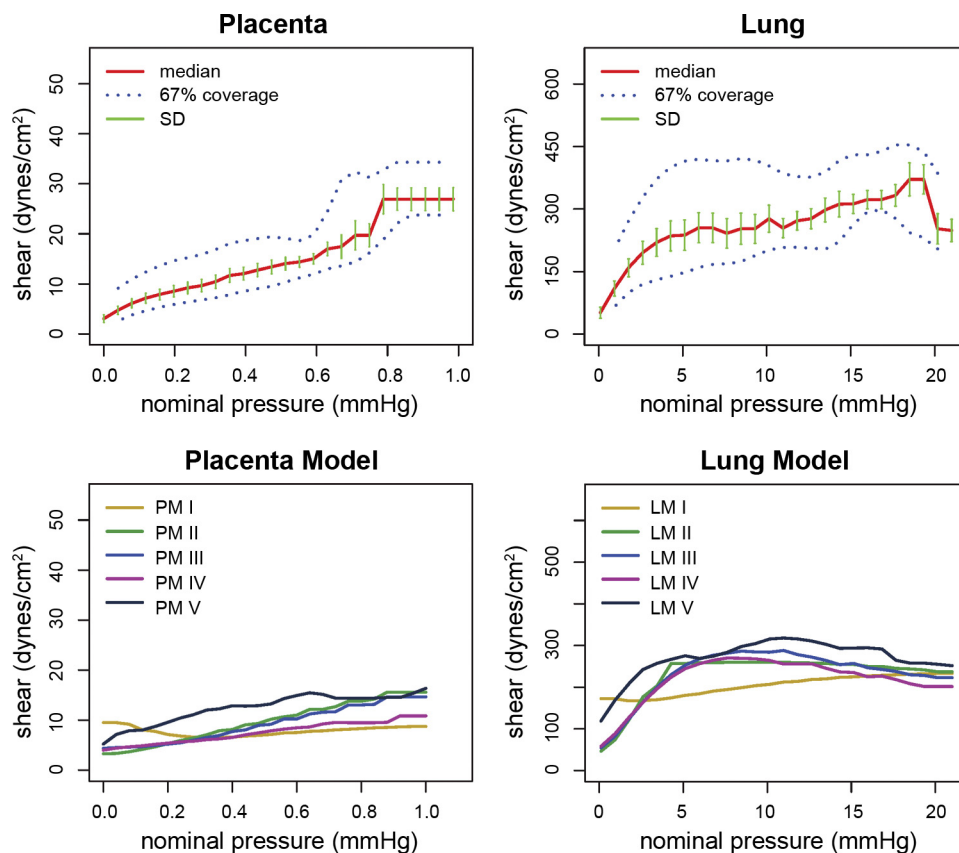 Placenta
50
40
30
20
10
0
shear (dynes/cm²)
median
67% coverage
SD
0.0 0.2 0.4 0.6 0.8 1.0
nominal pressure (mmHg)
Lung
600
450
300
150
0
shear (dynes/cm²)
median
67% coverage
SD
0 5 10 15 20
nominal pressure (mmHg)
Placenta Model
50
40
30
20
10
0
shear (dynes/cm²)
PM I
PM II
PM III
PM IV
PM V
0.0 0.2 0.4 0.6 0.8 1.0
nominal pressure (mmHg)
Lung Model
500
300
100
0
shear (dynes/cm²)
LM I
LM II
LM III
LM IV
LM V
0 5 10 15 20
nominal pressure (mmHg)